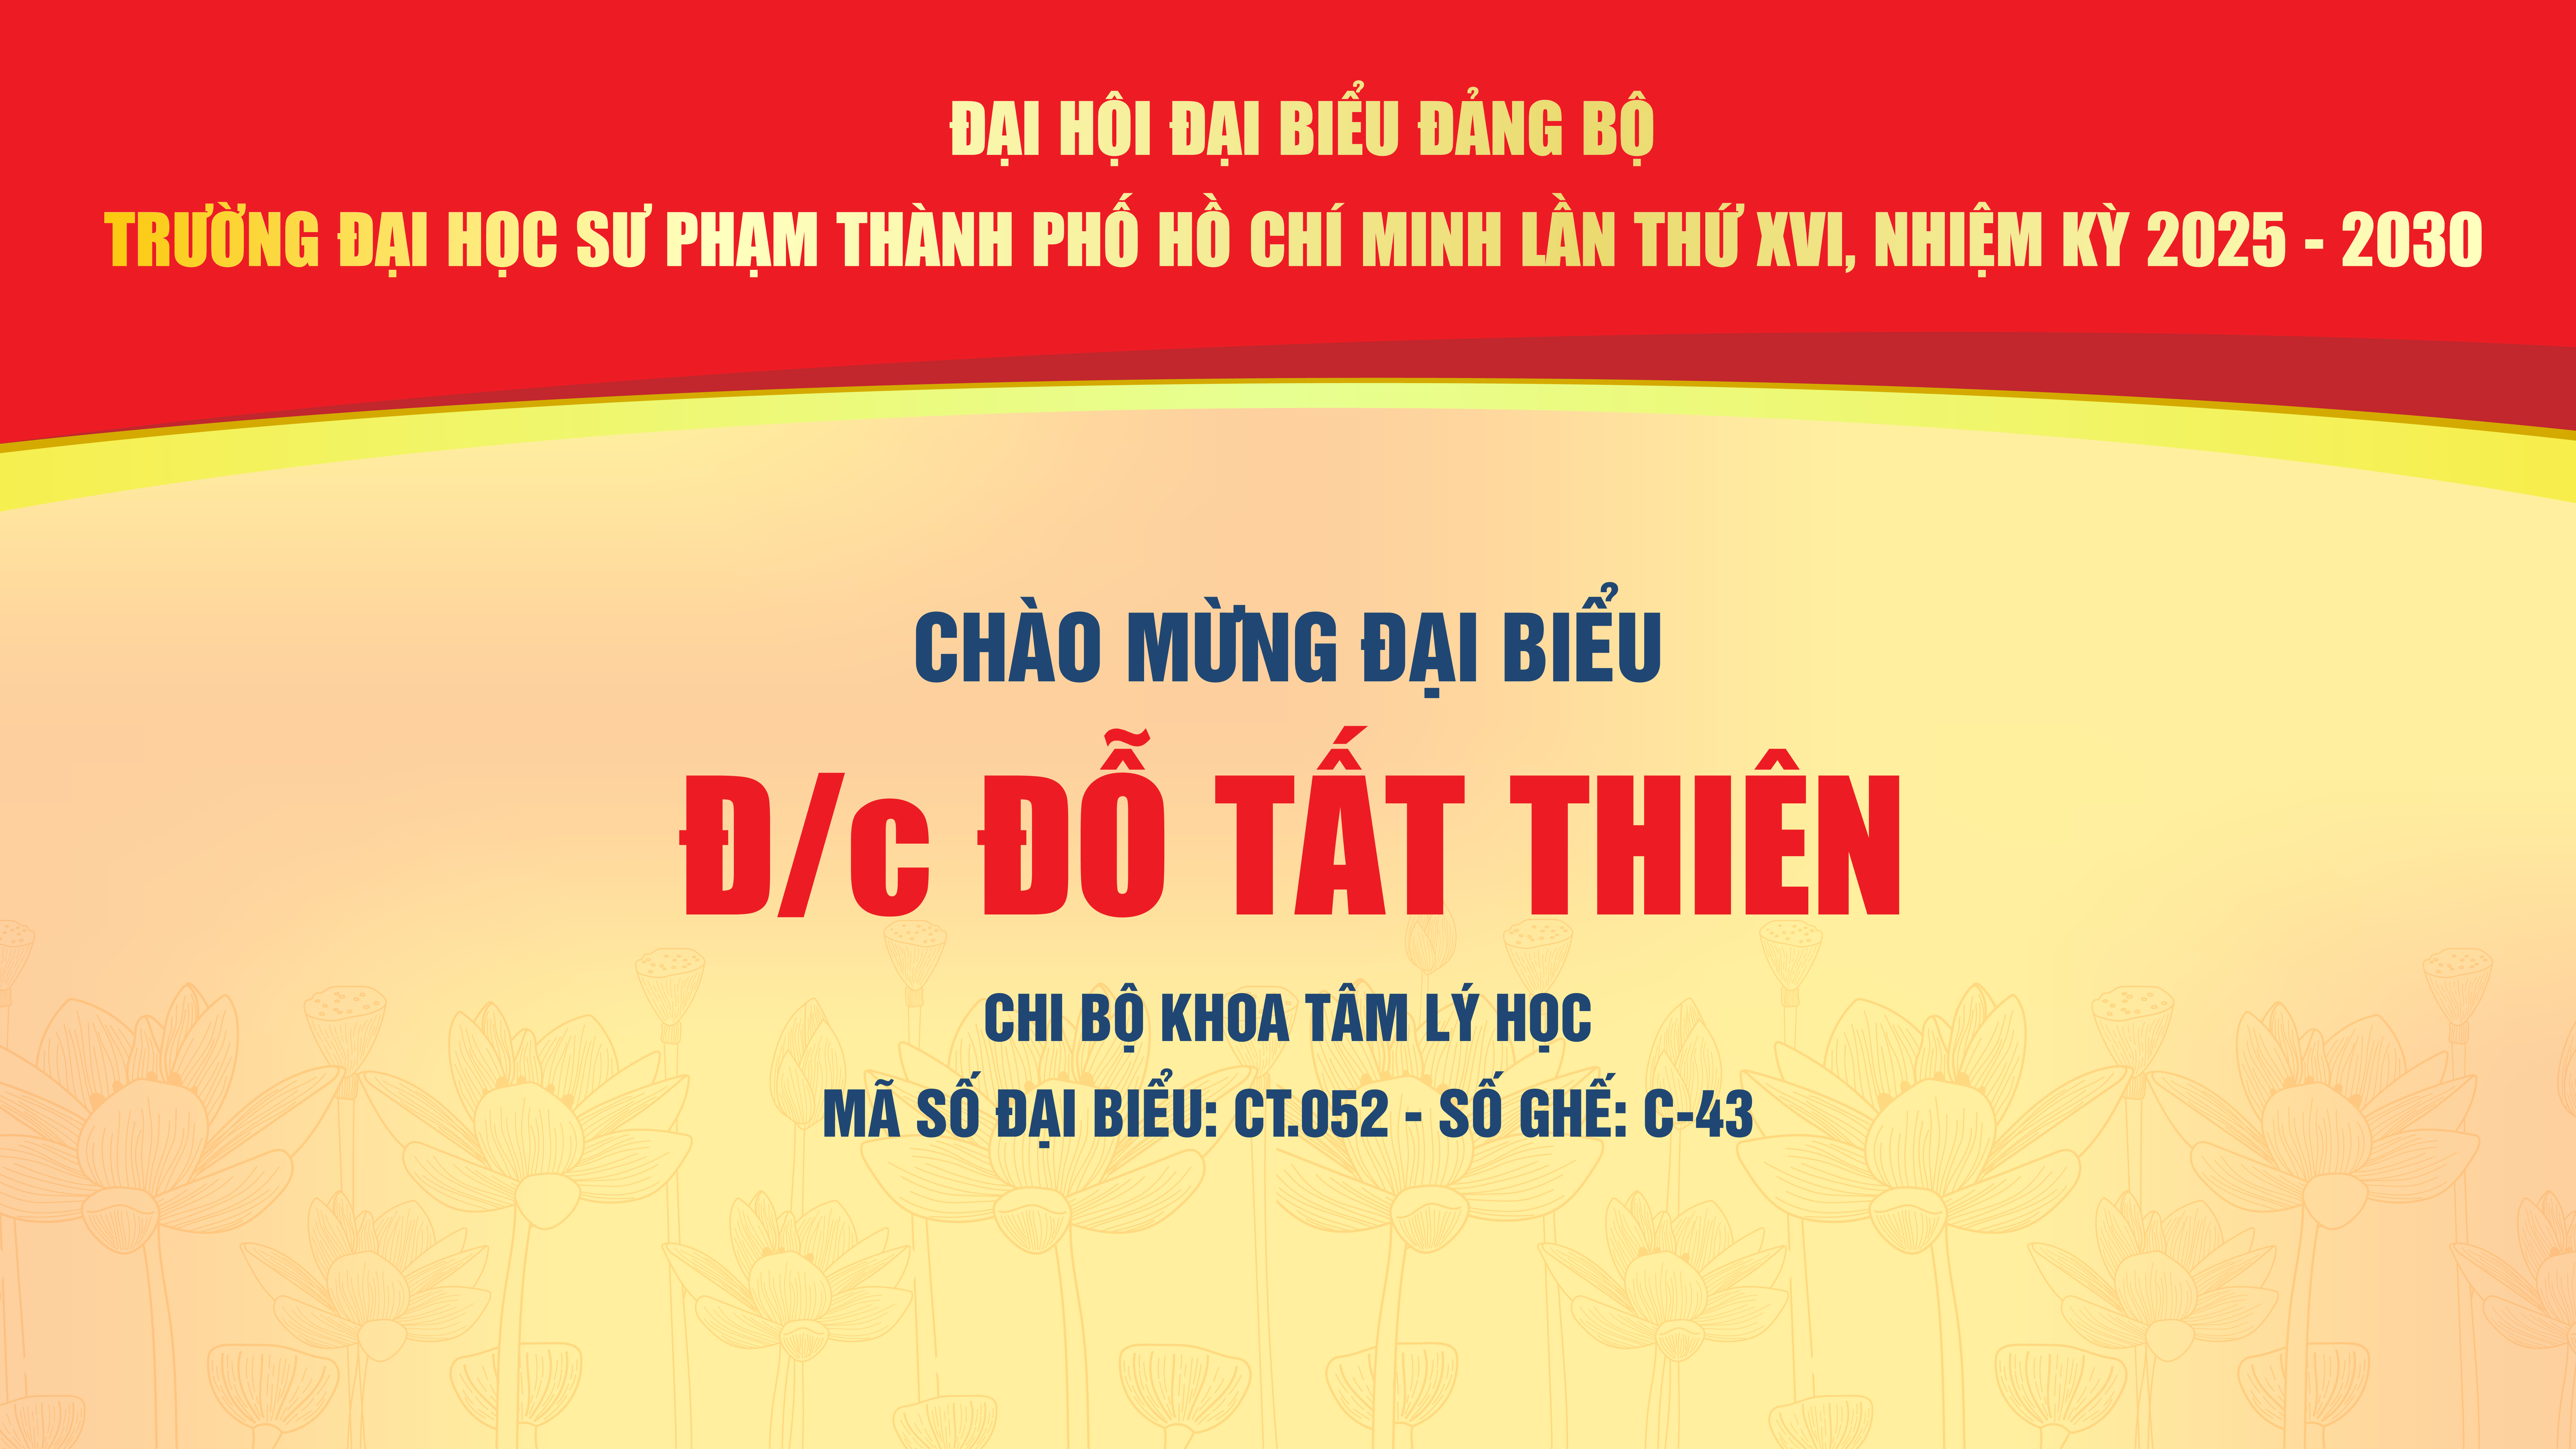 ĐẠI HỘI ĐẠI BIỂU ĐẢNG BỘ
TRƯỜNG ĐẠI HỌC SƯ PHẠM THÀNH PHỐ HỒ CHÍ MINH LẦN THỨ XVI, NHIỆM KỲ 2025 - 2030
CHÀO MỪNG ĐẠI BIỂU
Đ/c ĐỖ TẤT THIÊN
CHI BỘ KHOA TÂM LÝ HỌC
MÃ SỐ ĐẠI BIỂU: CT.052 - SỐ GHẾ: C-43